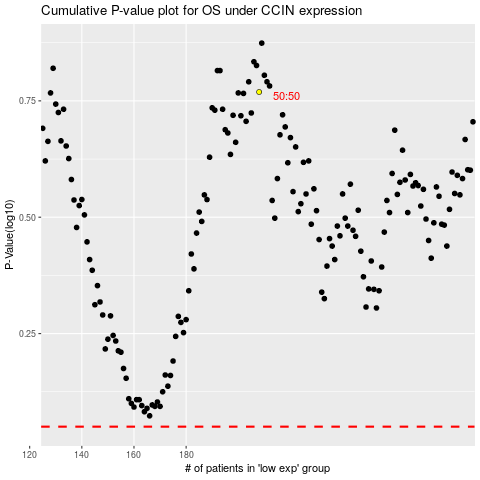 Cumulative P-value plot for OS under CCIN expression
50:50
0.75
0.50
0.25
P-Value(log10)
120 140 160 180
# of patients in 'low exp' group